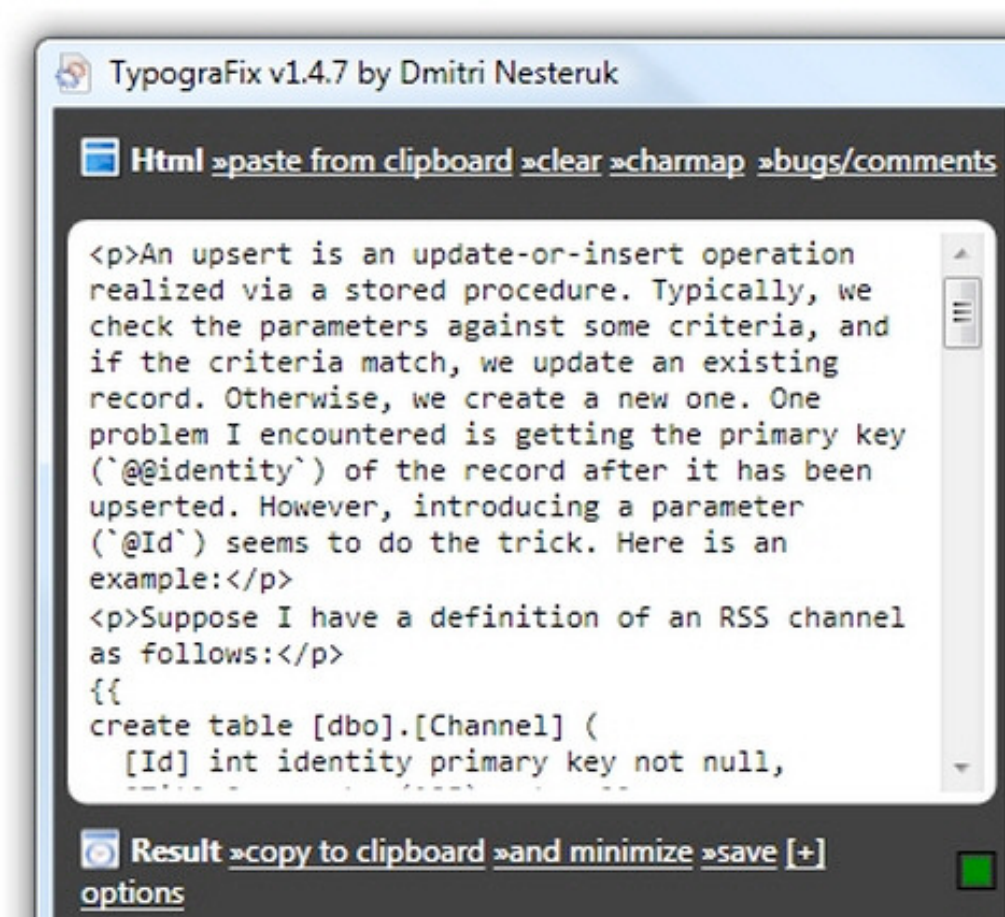 TypograFix v1.4.7 by Dmitri Nesteruk
Html »paste from clipboard »clear »charmap »bugs/comments
<p>An upsert is an update-or-insert operation
realized via a stored procedure. Typically, we
check the parameters against some criteria, and
if the criteria match, we update an existing
record. Otherwise, we create a new one. One
problem I encountered is getting the primary key
(`@@identity`) of the record after it has been
upserted. However, introducing a parameter
(`@Id`) seems to do the trick. Here is an
example:</p>
<p>Suppose I have a definition of an RSS channel
as follows:</p>
{{
create table [dbo].[Channel] (
  [Id] int identity primary key not null,
Result »copy to clipboard »and minimize »save [+]
options